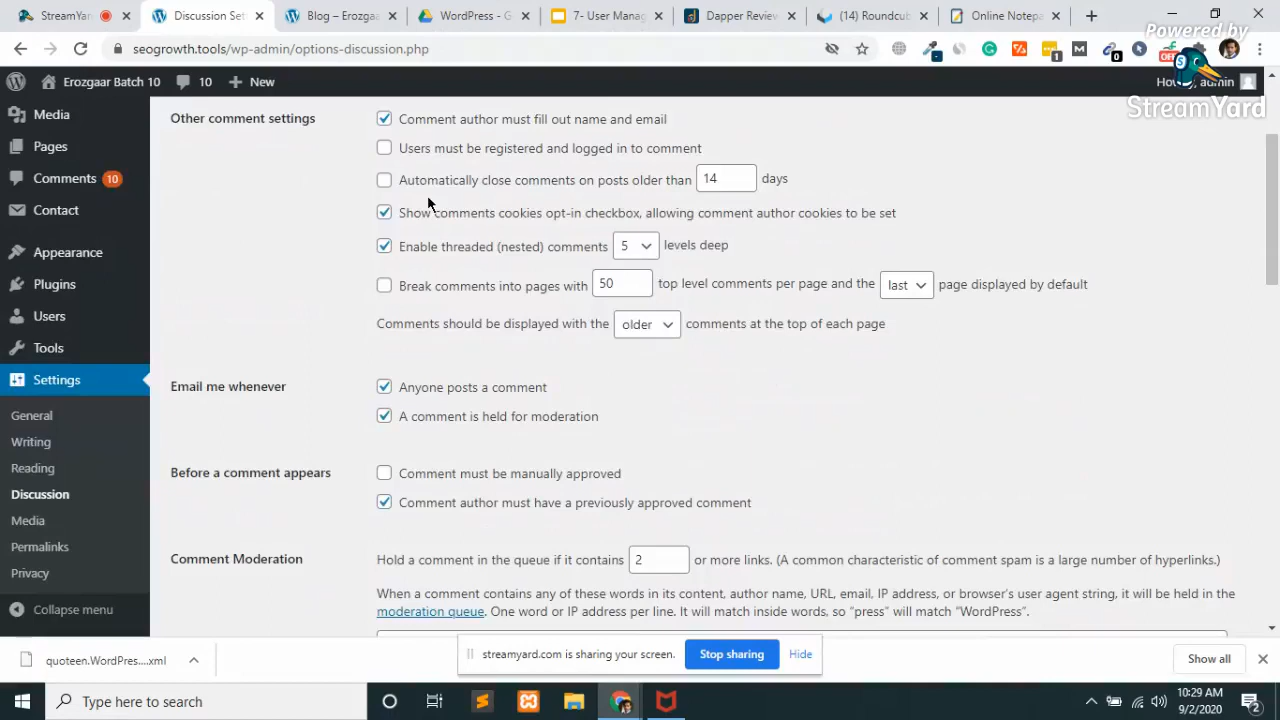 StreamYar
Discussion Set
Blog – Erozgaa
WordPress - G
7- User Manag
Dapper Review
(14) Roundcub
Online Notepa
Powered by
StreamYard
seogrowth.tools/wp-admin/options-discussion.php
1
0
OFF
Erozgaar Batch 10
10
New
admin
Media
Pages
Comments 10
Contact
Appearance
Plugins
Users
Tools
Settings
General
Writing
Reading
Discussion
Media
Permalinks
Privacy
Collapse menu
Other comment settings
Comment author must fill out name and email
Users must be registered and logged in to comment
Automatically close comments on posts older than 14 days
Show comments cookies opt-in checkbox, allowing comment author cookies to be set
Enable threaded (nested) comments 5 levels deep
Break comments into pages with 50 top level comments per page and the last page displayed by default
Comments should be displayed with the older comments at the top of each page
Email me whenever
Anyone posts a comment
A comment is held for moderation
Before a comment appears
Comment must be manually approved
Comment author must have a previously approved comment
Comment Moderation
Hold a comment in the queue if it contains 2 or more links. (A common characteristic of comment spam is a large number of hyperlinks.)
When a comment contains any of these words in its content, author name, URL, email, IP address, or browser's user agent string, it will be held in the
moderation queue. One word or IP address per line. It will match inside words, so “press” will match “WordPress”.
streamyard.com is sharing your screen.
Stop sharing
Hide
quoteen.WordPres....xml
Show all
Type here to search
10:29 AM
9/2/2020
2